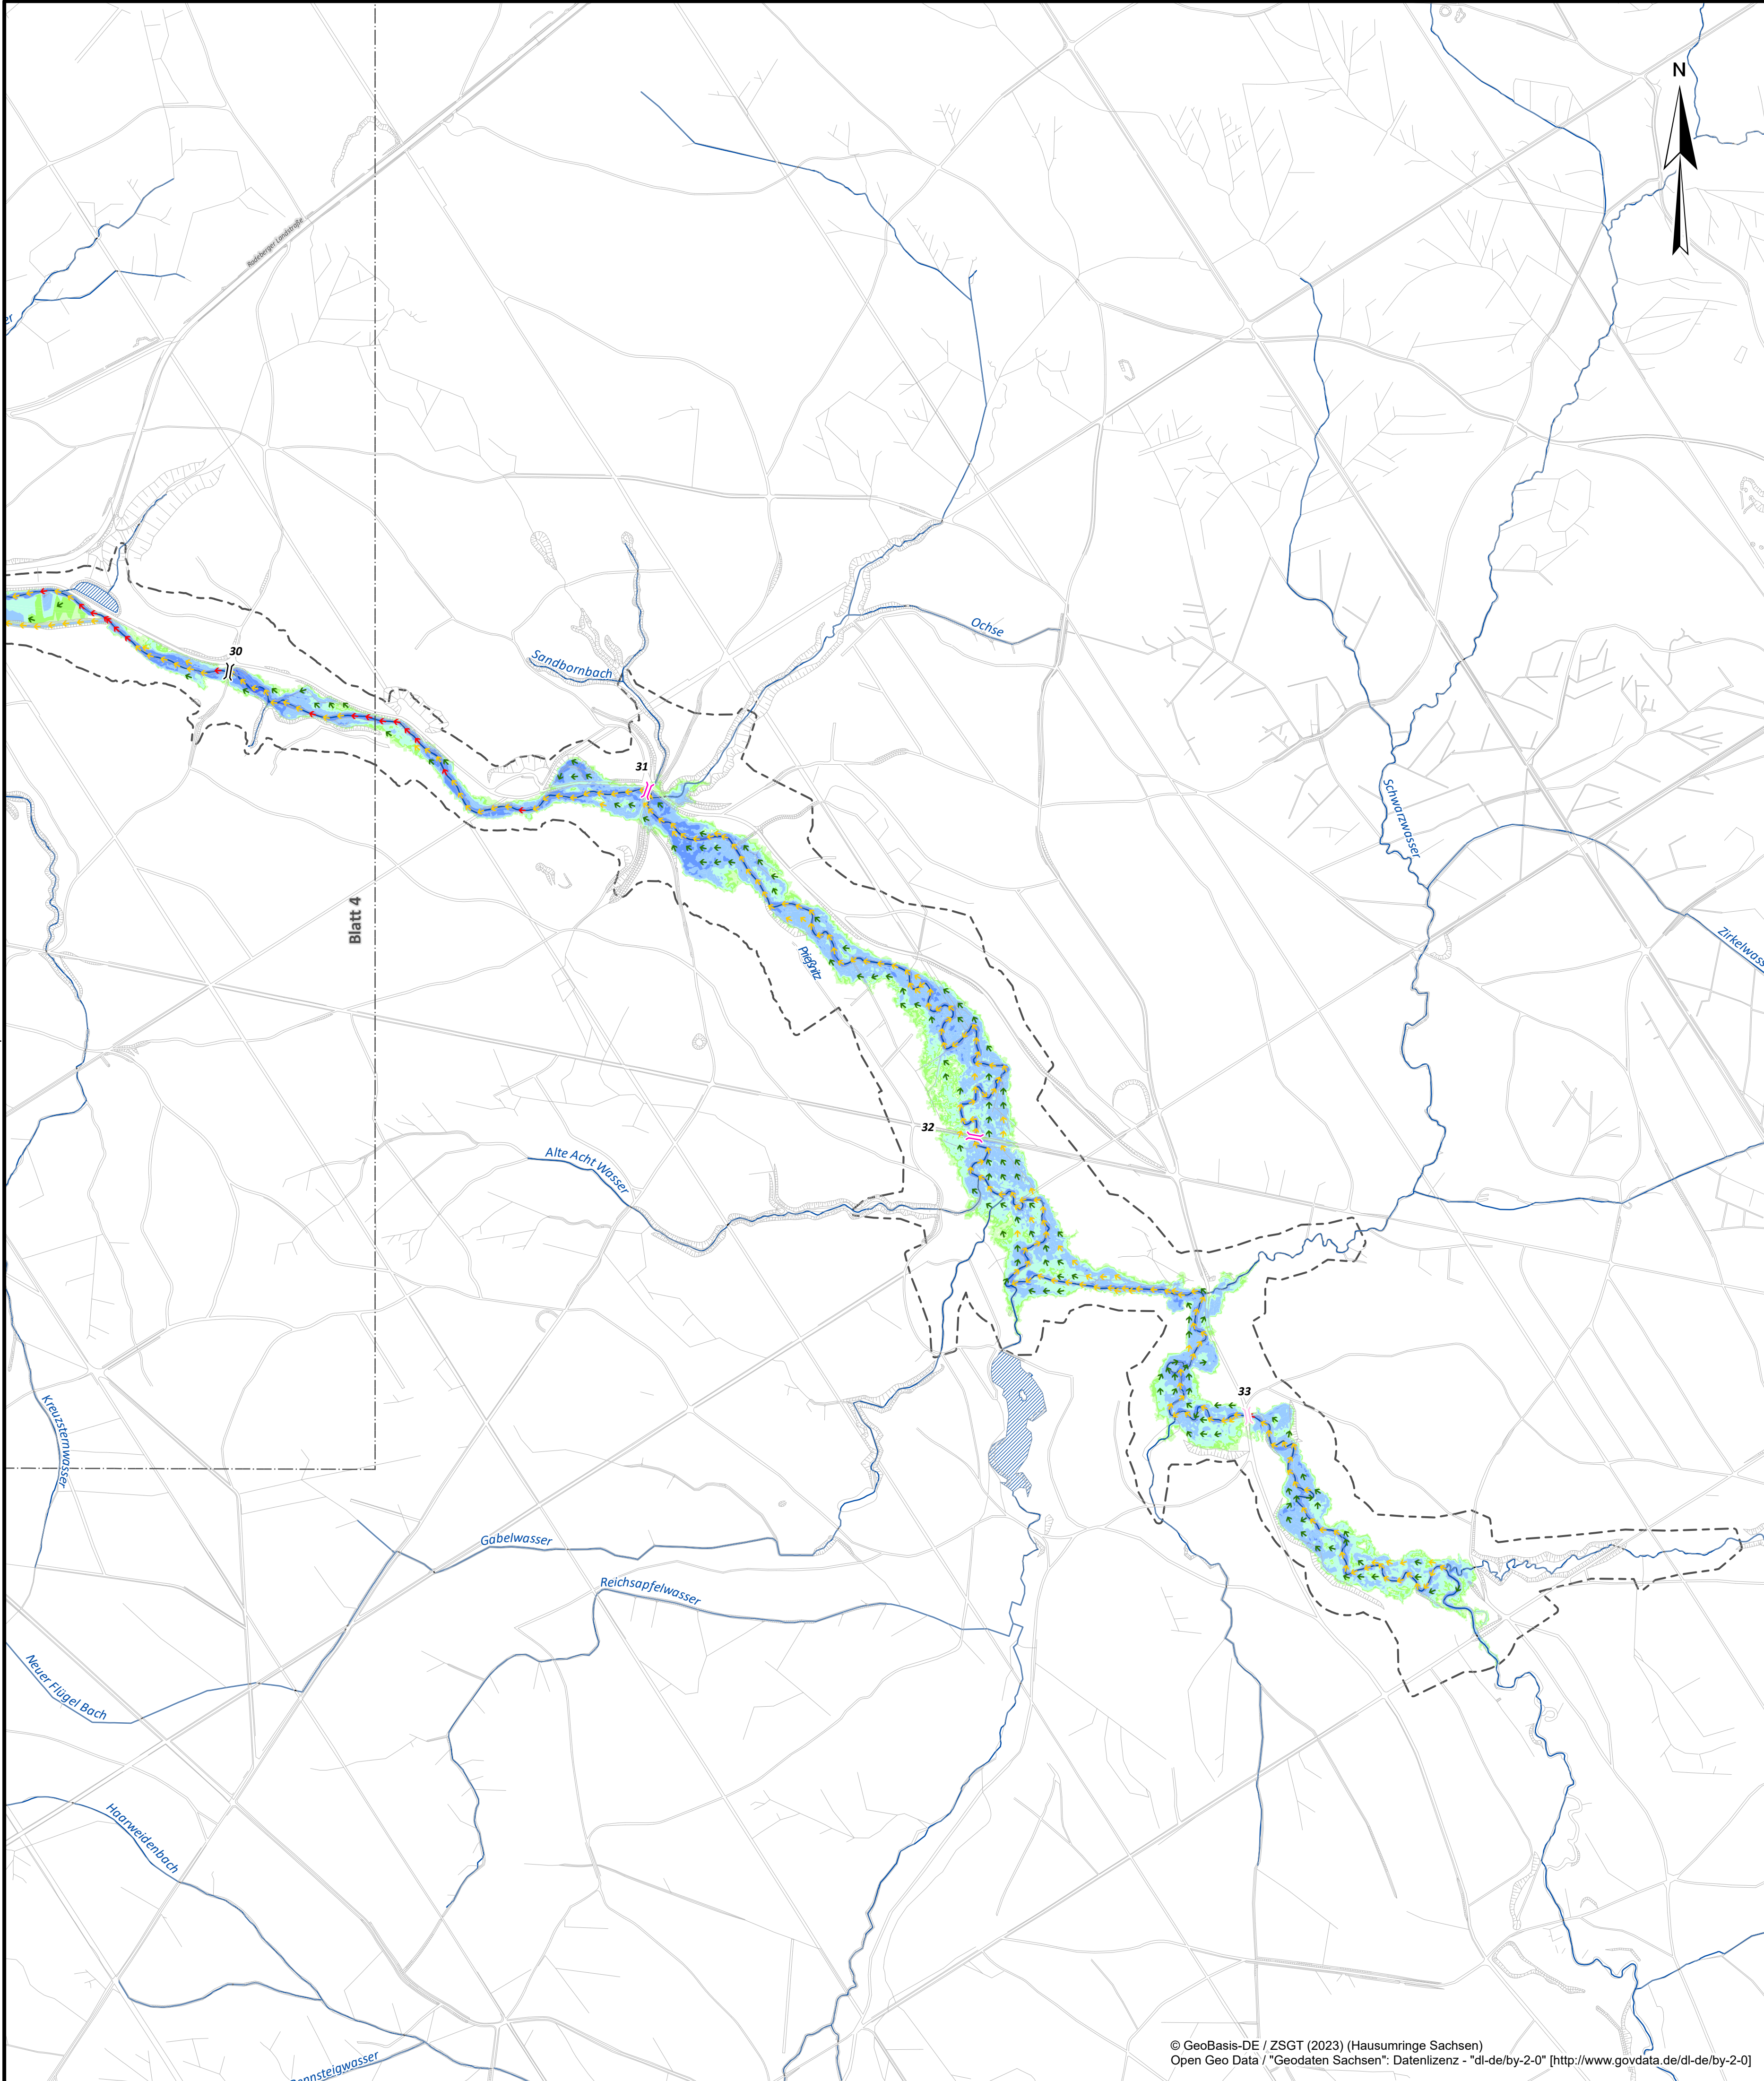 N
Radeberger Landstraße
er
30
Ochse
Sandbornbach
31
Schwarzwasser
Blatt 4
Zirkelwass
Prießnitz
32
Alte Acht Wasser
33
Kreuzsternwasser
Gabelwasser
Reichsapfelwasser
Neuer Flügel Bach
Haarweidenbach
© GeoBasis-DE / ZSGT (2023) (Hausumringe Sachsen)
Open Geo Data / "Geodaten Sachsen": Datenlizenz - "dl-de/by-2-0" [http://www.govdata.de/dl-de/by-2-0]
nnsteigwasser